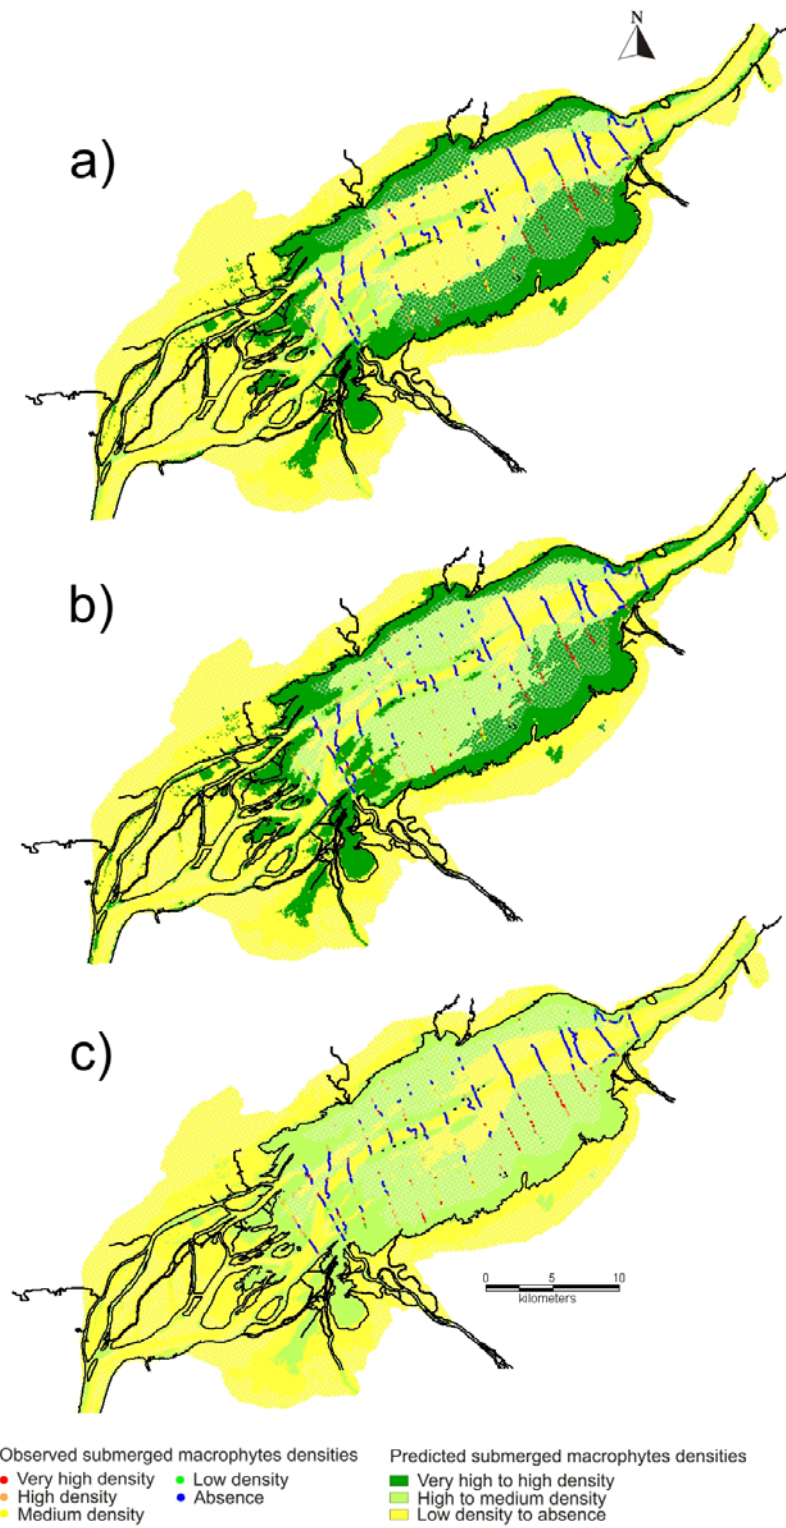 N
a)
b)
c)
0 5 10
kilometers
Observed submerged macrophytes densities
Very high density
High density
Medium density
Low density
Absence
Predicted submerged macrophytes densities
Very high to high density
High to medium density
Low density to absence